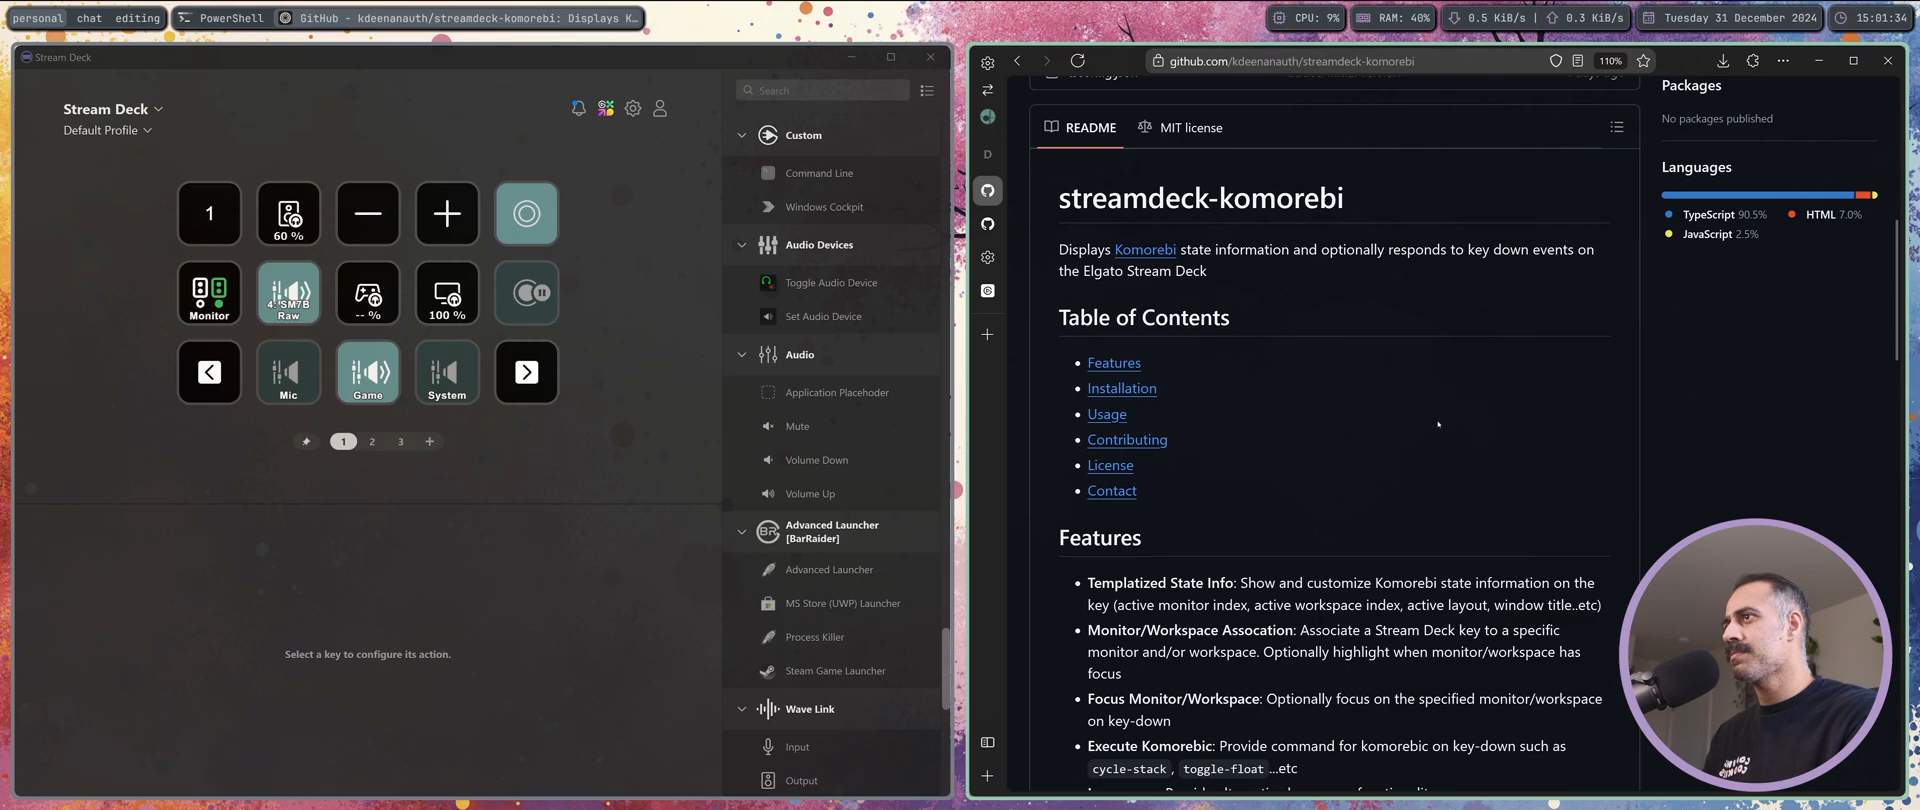 personal chat editing PowerShell GitHub - kdeenanauth/streamdeck-komorebi: Displays K… CPU: 9% RAM: 40% 0.5 KiB/s | 0.3 KiB/s Tuesday 31 December 2024 15:01:34
Stream Deck
Stream Deck
Default Profile
1
60 %
Monitor
4: SM7B
Raw
-- %
100 %
Mic
Game
System
1 2 3 +
Select a key to configure its action.
Search
Custom
Command Line
Windows Cockpit
Audio Devices
Toggle Audio Device
Set Audio Device
Audio
Application Placehoder
Mute
Volume Down
Volume Up
BR
Advanced Launcher
[BarRaider]
Advanced Launcher
MS Store (UWP) Launcher
Process Killer
Steam Game Launcher
Wave Link
Input
Output
github.com/kdeenanauth/streamdeck-komorebi 110%
D
README MIT license
streamdeck-komorebi
Displays Komorebi state information and optionally responds to key down events on
the Elgato Stream Deck
Table of Contents
• Features
• Installation
• Usage
• Contributing
• License
• Contact
Features
• Templatized State Info: Show and customize Komorebi state information on the
key (active monitor index, active workspace index, active layout, window title..etc)
• Monitor/Workspace Assocation: Associate a Stream Deck key to a specific
monitor and/or workspace. Optionally highlight when monitor/workspace has
focus
• Focus Monitor/Workspace: Optionally focus on the specified monitor/workspace
on key-down
• Execute Komorebic: Provide command for komorebic on key-down such as
cycle-stack, toggle-float…etc
Packages
No packages published
Languages
TypeScript 90.5% HTML 7.0%
JavaScript 2.5%